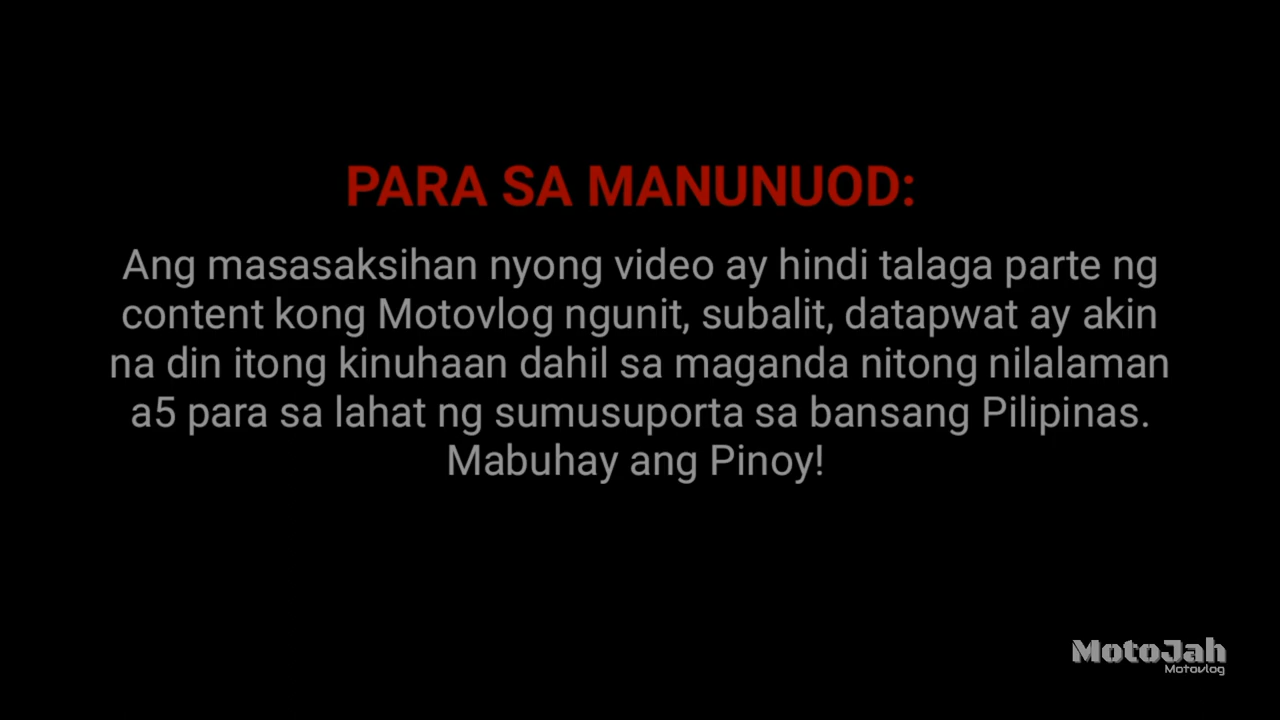 PARA SA MANUNUOD:
Ang masasaksihan nyong video ay hindi talaga parte ng
content kong Motovlog ngunit, subalit, datapwat ay akin
na din itong kinuhaan dahil sa maganda nitong nilalaman
a5 para sa lahat ng sumusuporta sa bansang Pilipinas.
Mabuhay ang Pinoy!
MotoJah
Motovlog